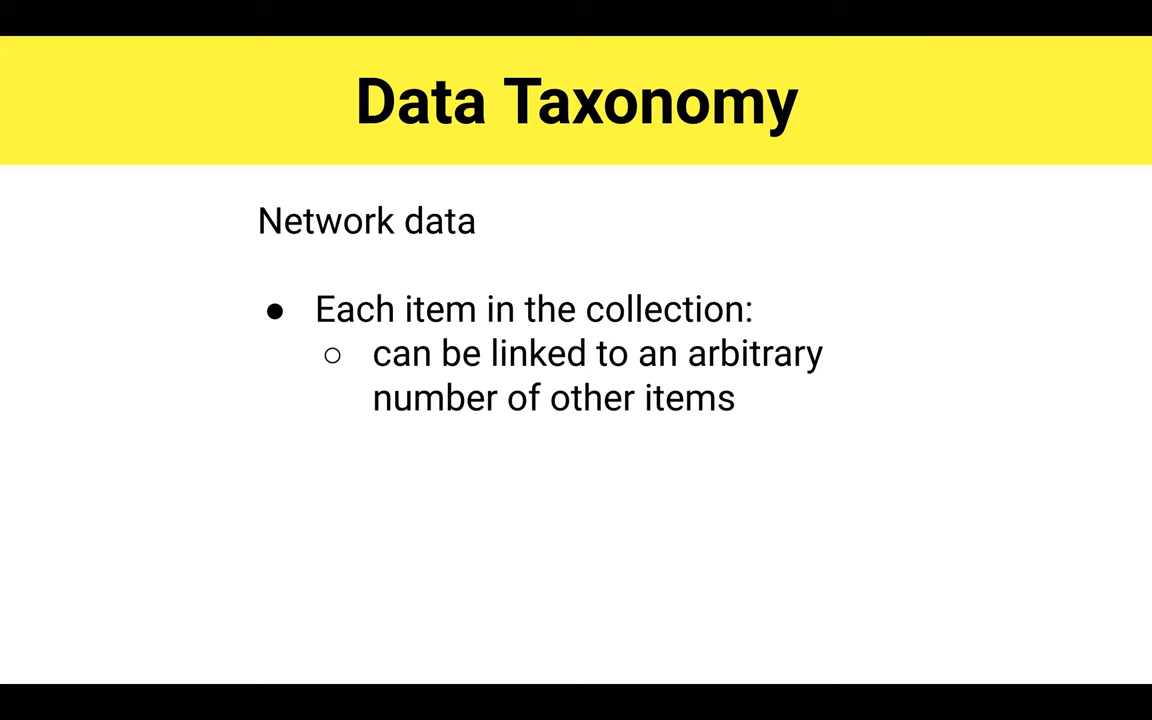 Data Taxonomy
Network data
● Each item in the collection:
○ can be linked to an arbitrary
number of other items